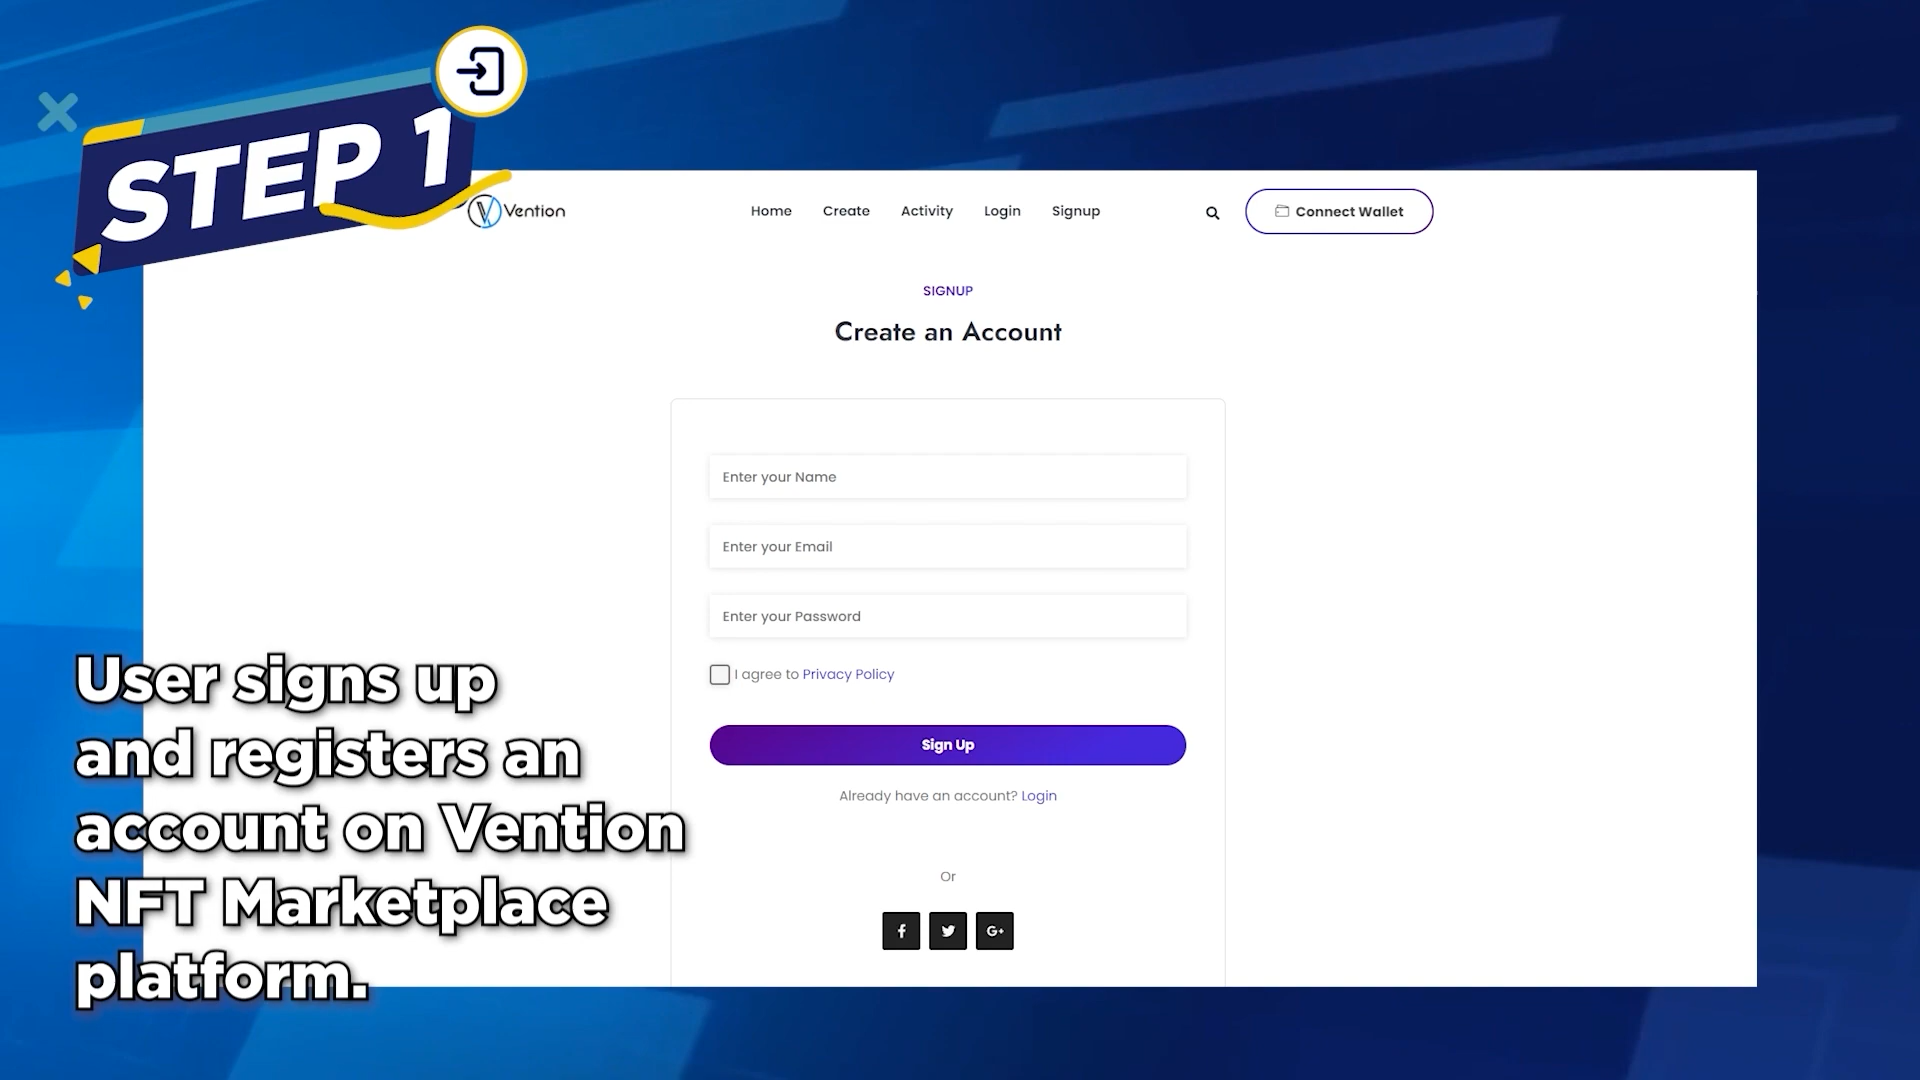 STEP 1
Vention
Home Create Activity Login Signup
Connect Wallet
SIGNUP
Create an Account
Enter your Name
Enter your Email
Enter your Password
I agree to Privacy Policy
Sign Up
Already have an account? Login
Or
f
G+
User signs up
and registers an
account on Vention
NFT Marketplace
platform.